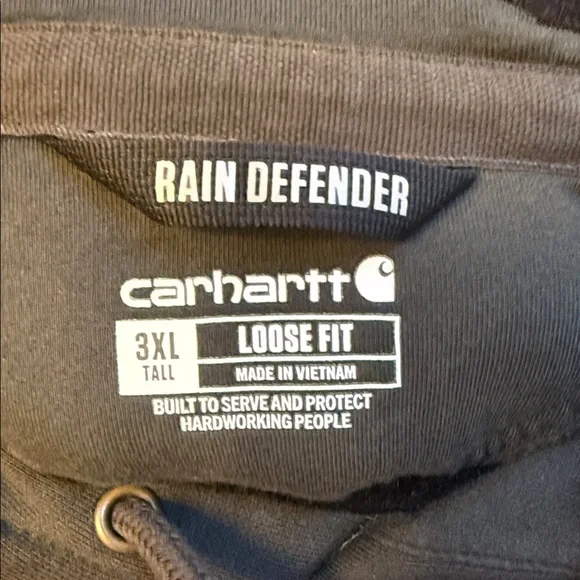 RAIN DEFENDER
carhartt
3XL
TALL
LOOSE FIT
MADE IN VIETNAM
BUILT TO SERVE AND PROTECT
HARDWORKING PEOPLE